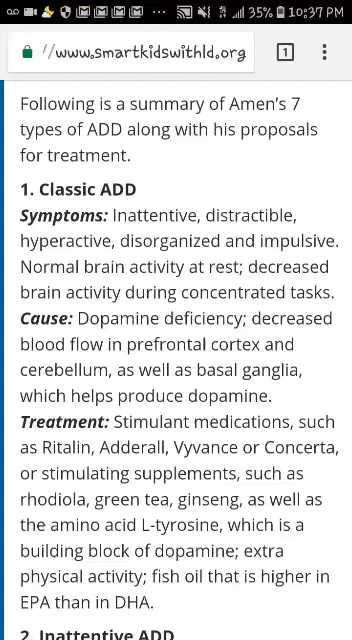 35% 10:37 PM
//www.smartkidswithld.org 1
Following is a summary of Amen's 7
types of ADD along with his proposals
for treatment.
1. Classic ADD
Symptoms: Inattentive, distractible,
hyperactive, disorganized and impulsive.
Normal brain activity at rest; decreased
brain activity during concentrated tasks.
Cause: Dopamine deficiency; decreased
blood flow in prefrontal cortex and
cerebellum, as well as basal ganglia,
which helps produce dopamine.
Treatment: Stimulant medications, such
as Ritalin, Adderall, Vyvance or Concerta,
or stimulating supplements, such as
rhodiola, green tea, ginseng, as well as
the amino acid L-tyrosine, which is a
building block of dopamine; extra
physical activity; fish oil that is higher in
EPA than in DHA.
2. Inattentive ADD